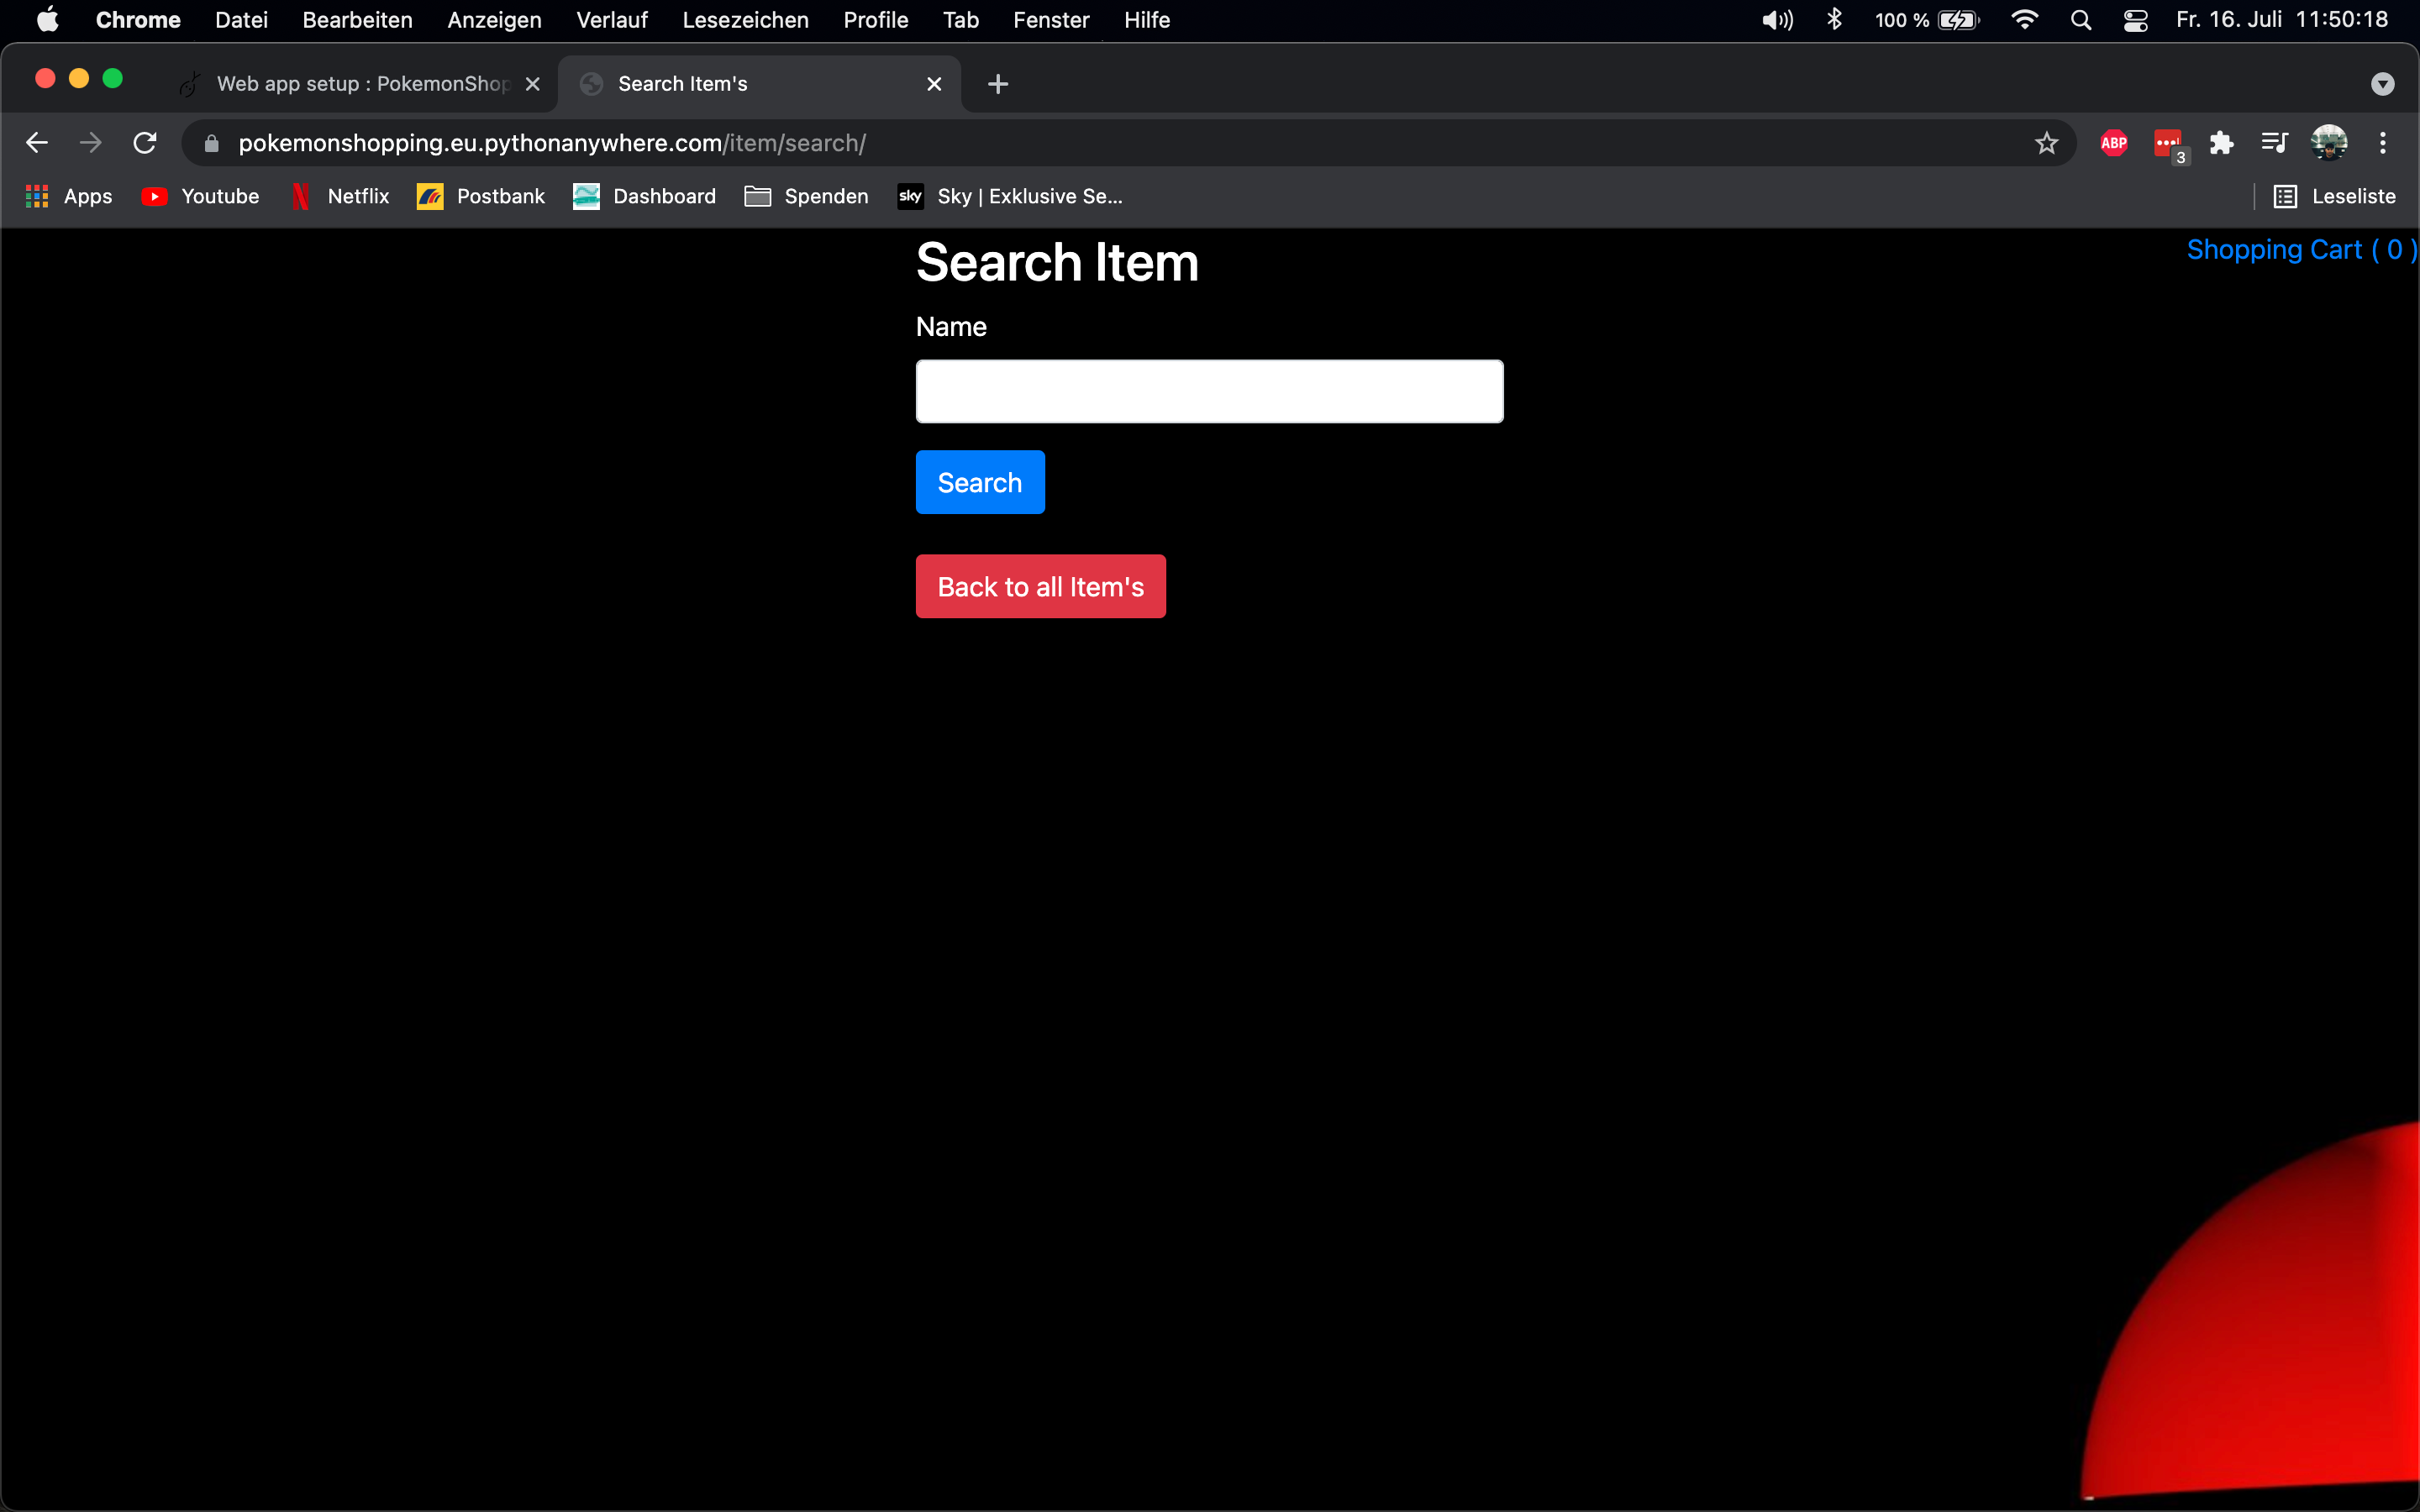 Chrome Datei Bearbeiten Anzeigen Verlauf Lesezeichen Profile Tab Fenster Hilfe 100 % Fr. 16. Juli 11:50:18
Web app setup : PokemonShop Search Item's
pokemonshopping.eu.pythonanywhere.com/item/search/ ABP 3
Apps Youtube Netflix Postbank Dashboard Spenden sky Sky | Exklusive Se... Leseliste
Search Item Shopping Cart ( 0 )
Name
Search
Back to all Item's